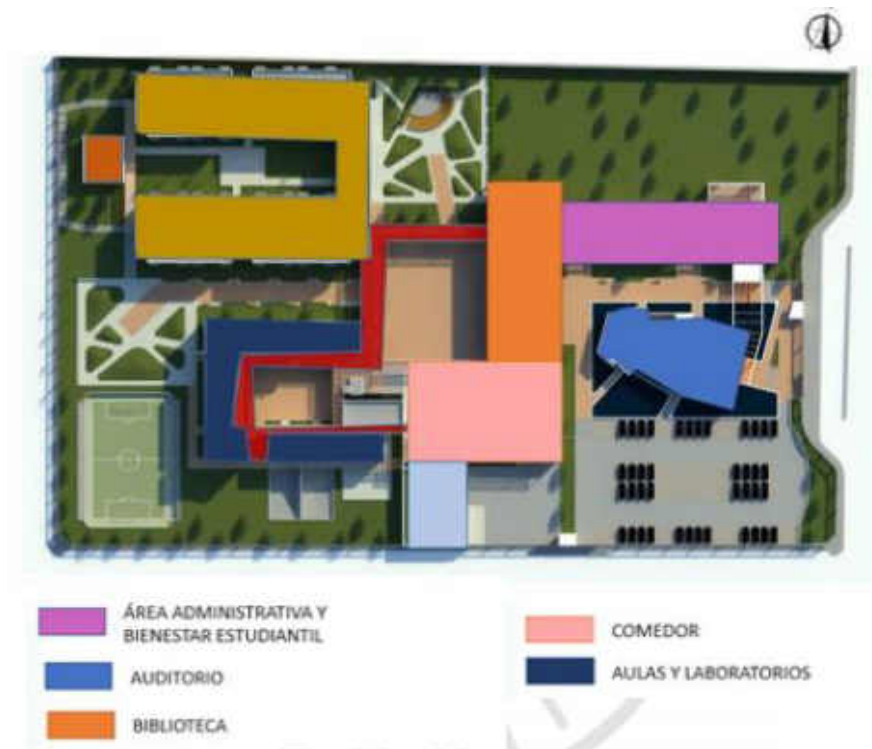 ÁREA ADMINISTRATIVA Y
BIENESTAR ESTUDIANTIL
AUDITORIO
BIBLIOTECA
COMEDOR
AULAS Y LABORATORIOS